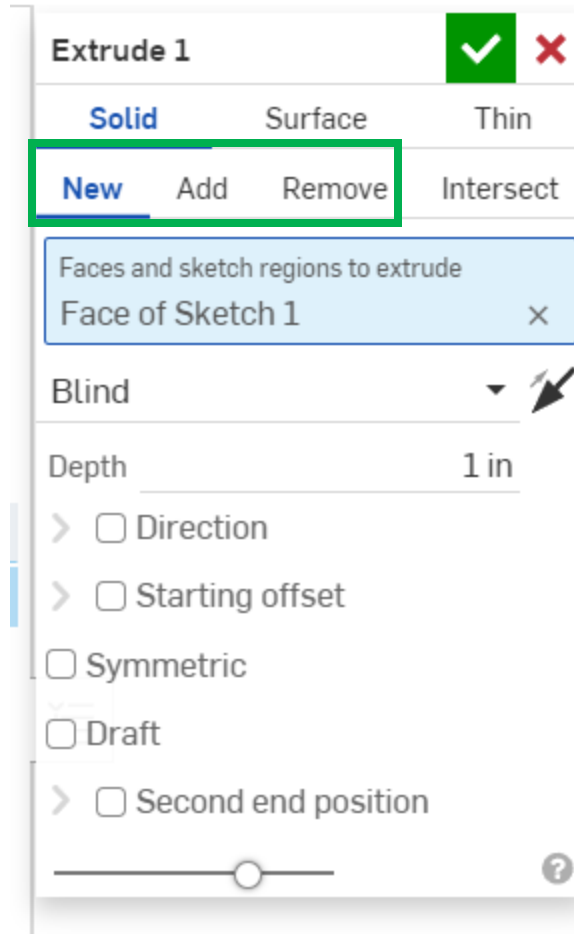 Extrude 1
Solid Surface Thin
New Add Remove Intersect
Faces and sketch regions to extrude
Face of Sketch 1
Blind
Depth 1 in
Direction
Starting offset
Symmetric
Draft
Second end position
?